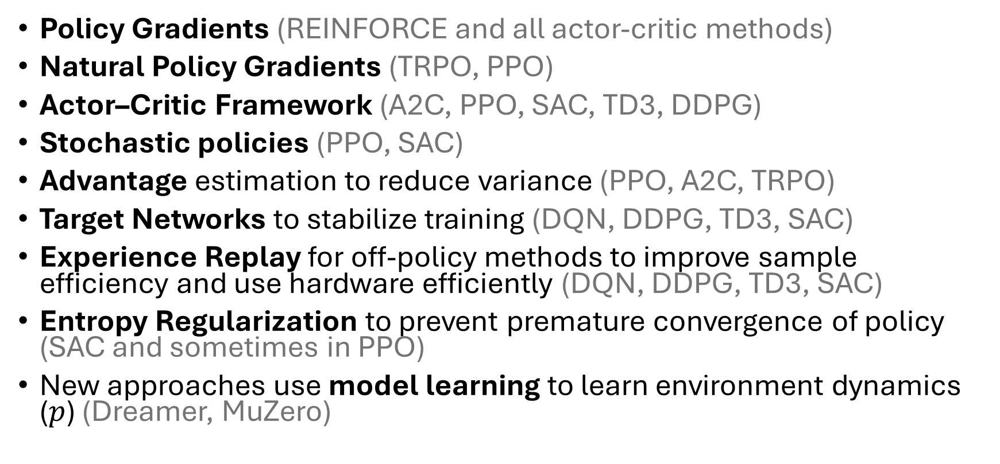 • Policy Gradients (REINFORCE and all actor-critic methods)
• Natural Policy Gradients (TRPO, PPO)
• Actor–Critic Framework (A2C, PPO, SAC, TD3, DDPG)
• Stochastic policies (PPO, SAC)
• Advantage estimation to reduce variance (PPO, A2C, TRPO)
• Target Networks to stabilize training (DQN, DDPG, TD3, SAC)
• Experience Replay for off-policy methods to improve sample
efficiency and use hardware efficiently (DQN, DDPG, TD3, SAC)
• Entropy Regularization to prevent premature convergence of policy
(SAC and sometimes in PPO)
• New approaches use model learning to learn environment dynamics
(p) (Dreamer, MuZero)